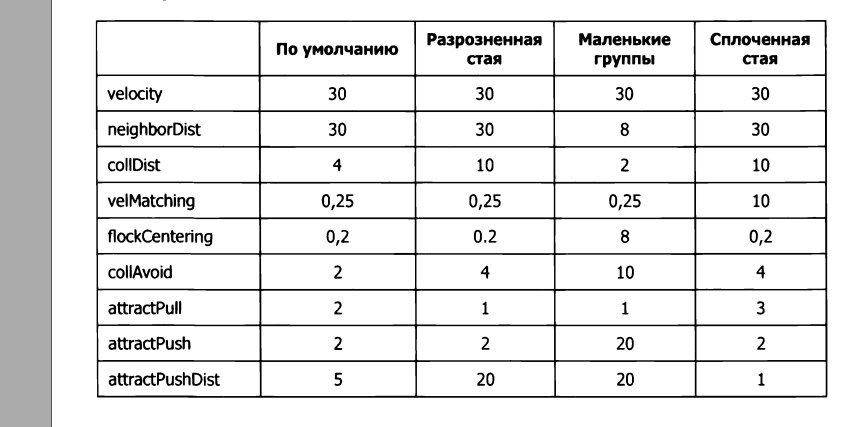 По умолчанию Разрозненная стая Маленькие группы Сплоченная стая
velocity 30 30 30 30
neighborDist 30 30 8 30
collDist 4 10 2 10
velMatching 0,25 0,25 0,25 10
flockCentering 0,2 0.2 8 0,2
collAvoid 2 4 10 4
attractPull 2 1 1 3
attractPush 2 2 20 2
attractPushDist 5 20 20 1